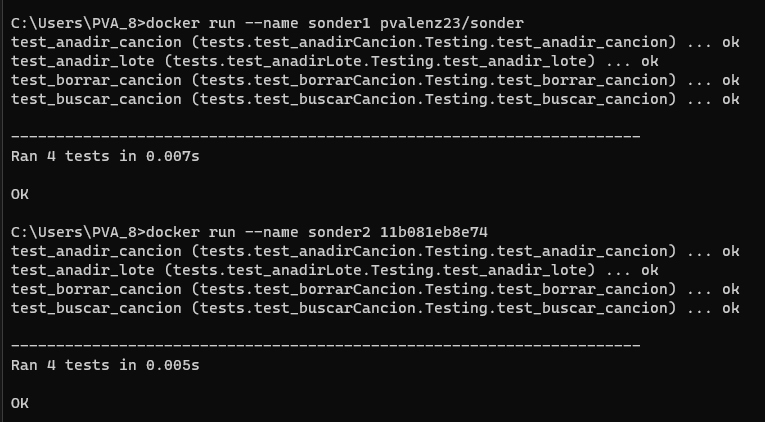 C:\Users\PVA_8>docker run --name sonder1 pvalenz23/sonder
test_anadir_cancion (tests.test_anadirCancion.Testing.test_anadir_cancion) ... ok
test_anadir_lote (tests.test_anadirLote.Testing.test_anadir_lote) ... ok
test_borrar_cancion (tests.test_borrarCancion.Testing.test_borrar_cancion) ... ok
test_buscar_cancion (tests.test_buscarCancion.Testing.test_buscar_cancion) ... ok
----------------------------------------------------------------------
Ran 4 tests in 0.007s
OK
C:\Users\PVA_8>docker run --name sonder2 11b081eb8e74
test_anadir_cancion (tests.test_anadirCancion.Testing.test_anadir_cancion) ... ok
test_anadir_lote (tests.test_anadirLote.Testing.test_anadir_lote) ... ok
test_borrar_cancion (tests.test_borrarCancion.Testing.test_borrar_cancion) ... ok
test_buscar_cancion (tests.test_buscarCancion.Testing.test_buscar_cancion) ... ok
----------------------------------------------------------------------
Ran 4 tests in 0.005s
OK